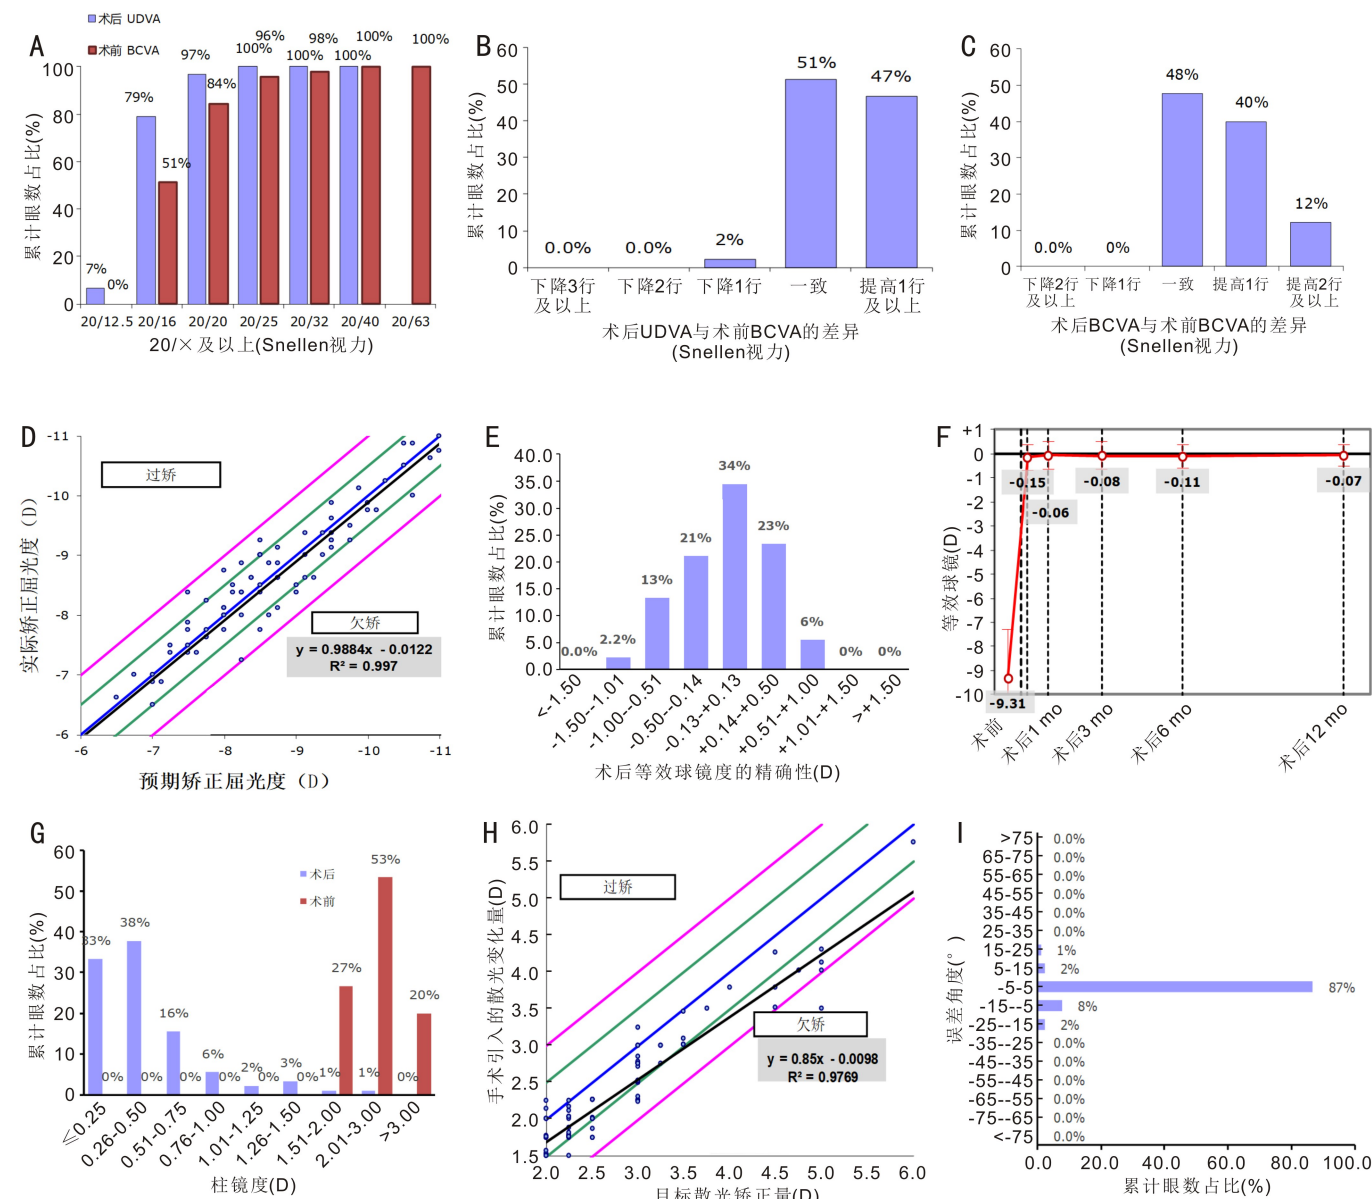 A
术后 UDVA
术前 BCVA
7%
0%
79%
51%
97%
84%
100%
96%
100%
98%
100%
100%
100%
100
80
60
40
20
0
累计眼数占比(%)
20/12.5 20/16 20/20 20/25 20/32 20/40 20/63
20/×及以上(Snellen视力)
B
60
50
40
30
20
10
0
累计眼数占比(%)
0.0%
0.0%
2%
51%
47%
下降3行及以上
下降2行
下降1行
一致
提高1行及以上
术后UDVA与术前BCVA的差异
(Snellen视力)
C
60
50
40
30
20
10
0
累计眼数占比(%)
0.0%
0%
48%
40%
12%
下降2行及以上
下降1行
一致
提高1行
提高2行及以上
术后BCVA与术前BCVA的差异
(Snellen视力)
D
-11
-10
-9
-8
-7
-6
实际矫正屈光度（D）
过矫
欠矫
y = 0.9884x - 0.0122
R² = 0.997
-6 -7 -8 -9 -10 -11
预期矫正屈光度（D）
E
40.0
35.0
30.0
25.0
20.0
15.0
10.0
5.0
0.0
累计眼数占比(%)
0.0%
2.2%
13%
21%
34%
23%
6%
0%
0%
<-1.50
-1.50--1.01
-1.00--0.51
-0.50--0.14
-0.13-+0.13
+0.14-+0.50
+0.51-+1.00
+1.01-+1.50
>+1.50
术后等效球镜度的精确性(D)
F
+1
0
-1
-2
-3
-4
-5
-6
-7
-8
-9
-10
等效球镜(D)
-9.31
-0.15
-0.06
-0.08
-0.11
-0.07
术前
术后1 mo
术后3 mo
术后6 mo
术后12 mo
G
60
50
40
30
20
10
0
累计眼数占比(%)
术后
术前
33%
0%
38%
0%
16%
0%
6%
0%
2%
0%
3%
0%
1%
27%
1%
53%
0%
20%
≤0.25
0.26-0.50
0.51-0.75
0.76-1.00
1.01-1.25
1.26-1.50
1.51-2.00
2.01-3.00
>3.00
柱镜度(D)
H
6.0
5.5
5.0
4.5
4.0
3.5
3.0
2.5
2.0
1.5
手术引入的散光变化量(D)
过矫
欠矫
y = 0.85x - 0.0098
R² = 0.9769
2.0 2.5 3.0 3.5 4.0 4.5 5.0 5.5 6.0
目标散光矫正量(D)
I
误差角度(°)
>75 0.0%
65-75 0.0%
55-65 0.0%
45-55 0.0%
35-45 0.0%
25-35 0.0%
15-25 1%
5-15 2%
-5-5 87%
-15--5 8%
-25--15 2%
-35--25 0.0%
-45--35 0.0%
-55--45 0.0%
-65--55 0.0%
-75--65 0.0%
<-75 0.0%
0.0 20.0 40.0 60.0 80.0 100.0
累计眼数占比(%)